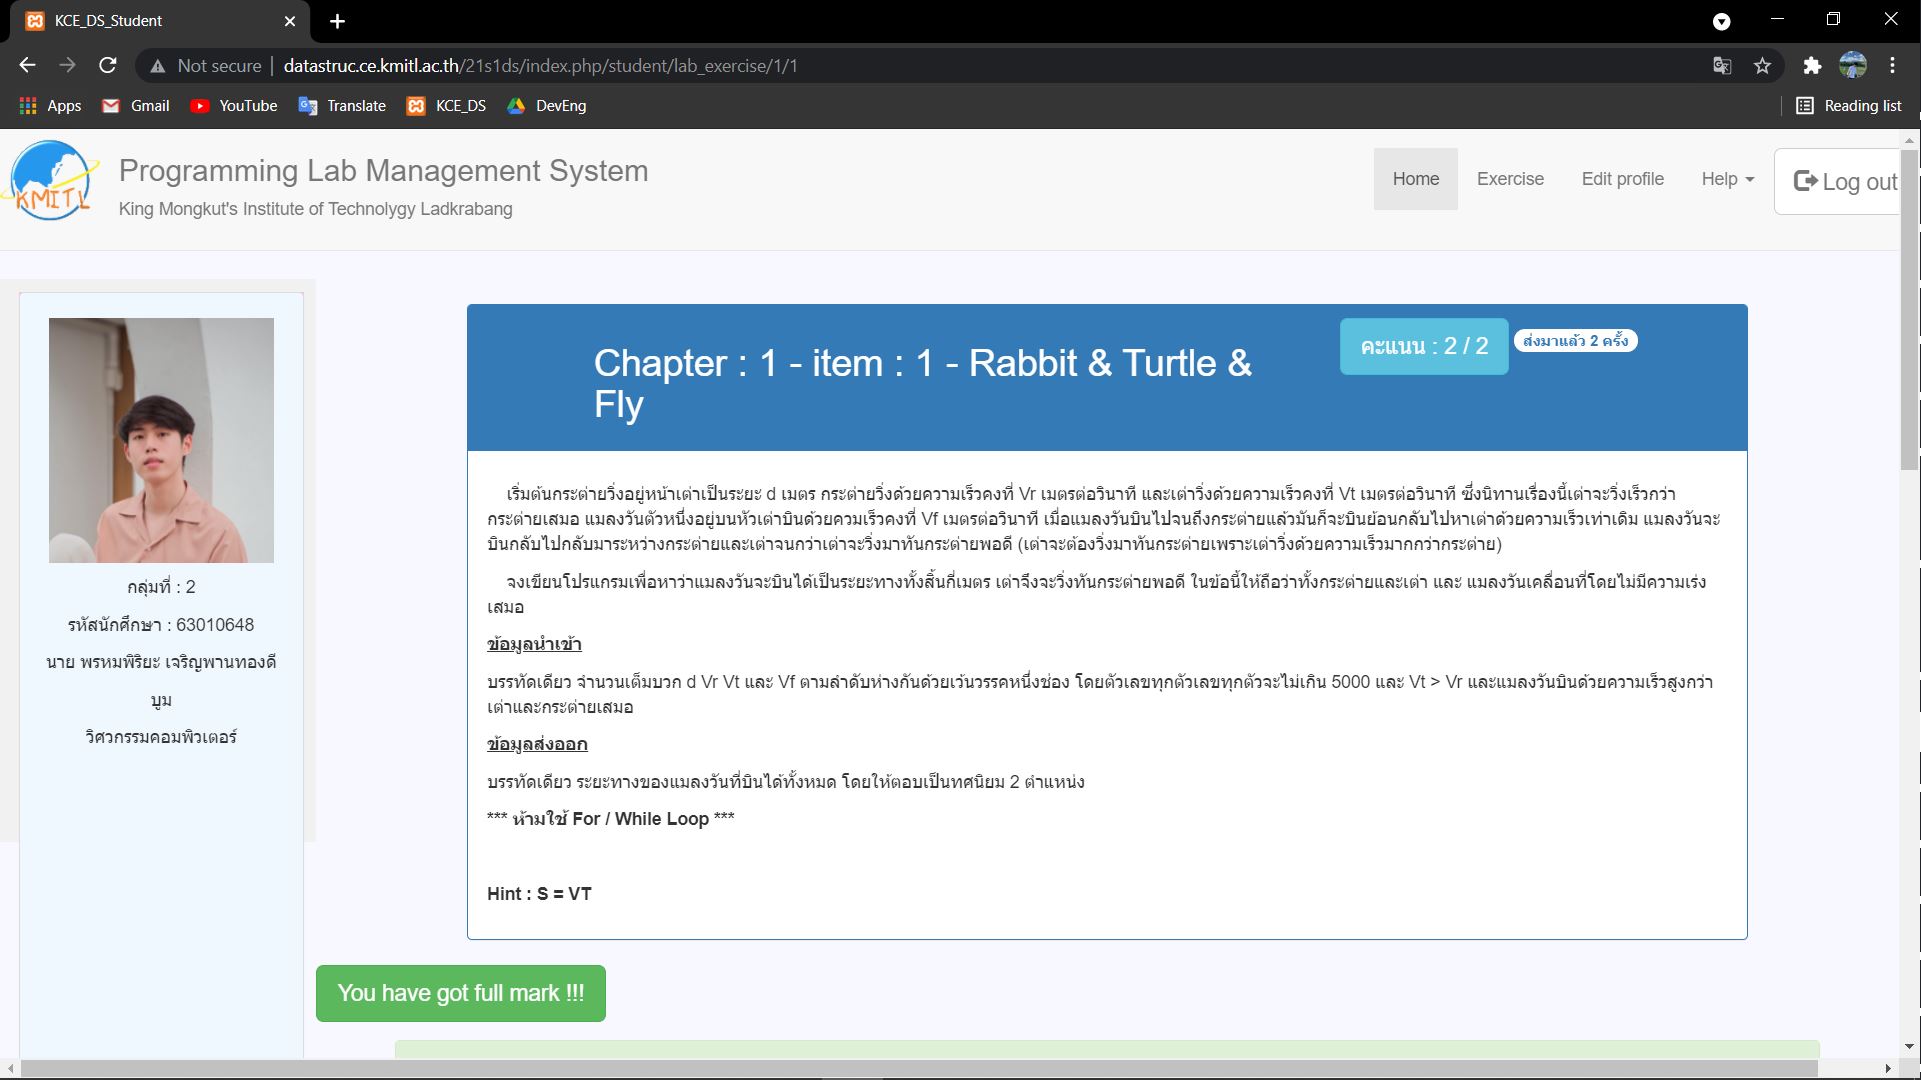 KCE_DS_Student
Not secure
datastruc.ce.kmitl.ac.th/21s1ds/index.php/student/lab_exercise/1/1
Apps
Gmail
YouTube
Translate
KCE_DS
DevEng
Reading list
KMITL
Programming Lab Management System
King Mongkut's Institute of Technolygy Ladkrabang
Home
Exercise
Edit profile
Help
Log out
กลุ่มที่ : 2
รหัสนักศึกษา : 63010648
นาย พรหมพิริยะ เจริญพานทองดี
บูม
วิศวกรรมคอมพิวเตอร์
Chapter : 1 - item : 1 - Rabbit & Turtle &
Fly
คะแนน : 2 / 2
ส่งมาแล้ว 2 ครั้ง
เริ่มต้นกระต่ายวิ่งอยู่หน้าเต่าเป็นระยะ d เมตร กระต่ายวิ่งด้วยความเร็วคงที่ Vr เมตรต่อวินาที และเต่าวิ่งด้วยความเร็วคงที่ Vt เมตรต่อวินาที ซึ่งนิทานเรื่องนี้เต่าจะวิ่งเร็วกว่า
กระต่ายเสมอ แมลงวันตัวหนึ่งอยู่บนหัวเต่าบินด้วยควมเร็วคงที่ Vf เมตรต่อวินาที เมื่อแมลงวันบินไปจนถึงกระต่ายแล้วมันก็จะบินย้อนกลับไปหาเต่าด้วยความเร็วเท่าเดิม แมลงวันจะ
บินกลับไปกลับมาระหว่างกระต่ายและเต่าจนกว่าเต่าจะวิ่งมาทันกระต่ายพอดี (เต่าจะต้องวิ่งมาทันกระต่ายเพราะเต่าวิ่งด้วยความเร็วมากกว่ากระต่าย)
จงเขียนโปรแกรมเพื่อหาว่าแมลงวันจะบินได้เป็นระยะทางทั้งสิ้นกี่เมตร เต่าจึงจะวิ่งทันกระต่ายพอดี ในข้อนี้ให้ถือว่าทั้งกระต่ายและเต่า และ แมลงวันเคลื่อนที่โดยไม่มีความเร่ง
เสมอ
ข้อมูลนำเข้า
บรรทัดเดียว จำนวนเต็มบวก d Vr Vt และ Vf ตามลำดับห่างกันด้วยเว้นวรรคหนึ่งช่อง โดยตัวเลขทุกตัวเลขทุกตัวจะไม่เกิน 5000 และ Vt > Vr และแมลงวันบินด้วยความเร็วสูงกว่า
เต่าและกระต่ายเสมอ
ข้อมูลส่งออก
บรรทัดเดียว ระยะทางของแมลงวันที่บินได้ทั้งหมด โดยให้ตอบเป็นทศนิยม 2 ตำแหน่ง
*** ห้ามใช้ For / While Loop ***
Hint : S = VT
You have got full mark !!!